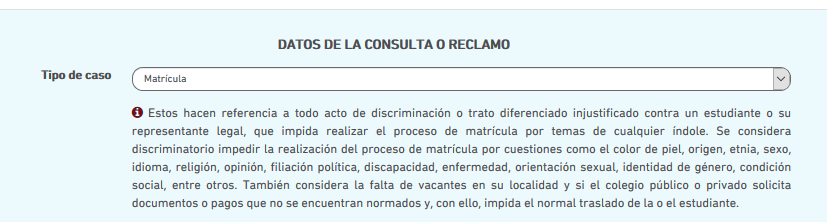 DATOS DE LA CONSULTA O RECLAMO
Tipo de caso
Matrícula
Estos hacen referencia a todo acto de discriminación o trato diferenciado injustificado contra un estudiante o su
representante legal, que impida realizar el proceso de matrícula por temas de cualquier índole. Se considera
discriminatorio impedir la realización del proceso de matrícula por cuestiones como el color de piel, origen, etnia, sexo,
idioma, religión, opinión, filiación política, discapacidad, enfermedad, orientación sexual, identidad de género, condición
social, entre otros. También considera la falta de vacantes en su localidad y si el colegio público o privado solicita
documentos o pagos que no se encuentran normados y, con ello, impida el normal traslado de la o el estudiante.